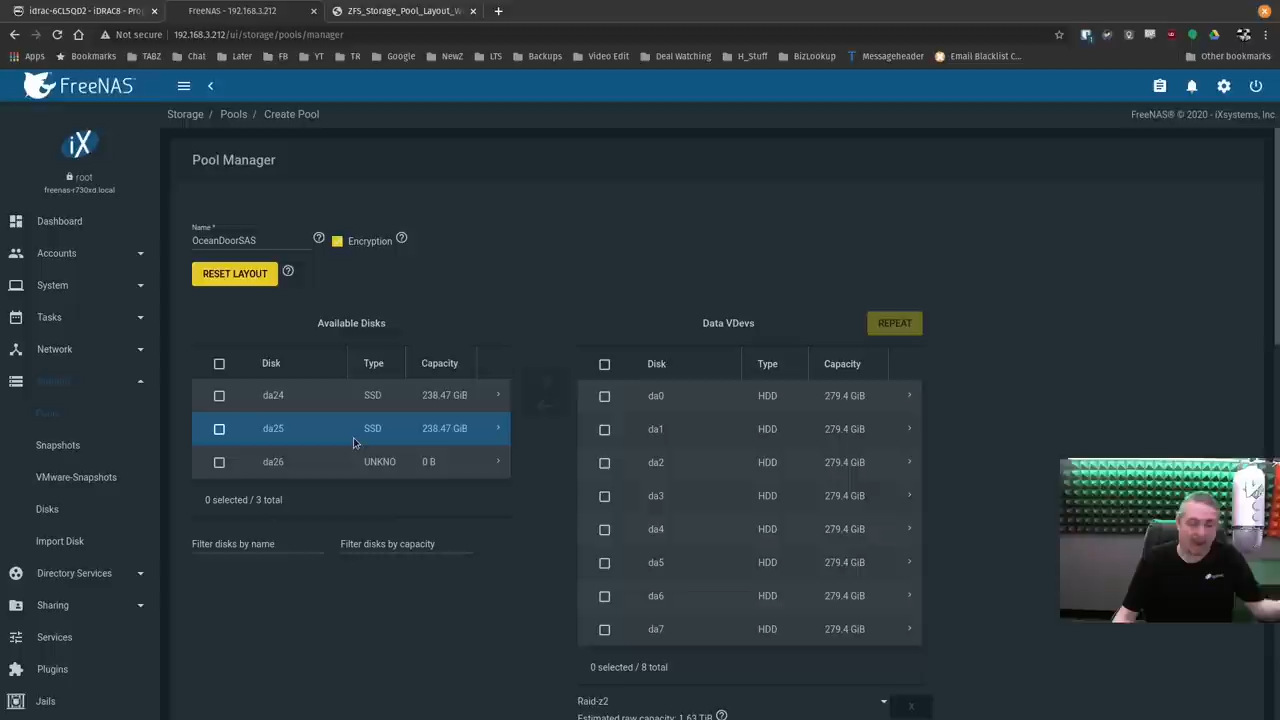 idrac-6CL5QD2 - iDRAC8 - Pro
FreeNAS - 192.168.3.212
ZFS_Storage_Pool_Layout_W
Not secure
192.168.3.212/ui/storage/pools/manager
Apps
Bookmarks
TABZ
Chat
Later
FB
YT
TR
Google
NewZ
LTS
Backups
Video Edit
Deal Watching
H_Stuff
BizLookup
Messageheader
Email Blacklist C...
Other bookmarks
FreeNAS
Storage / Pools / Create Pool
FreeNAS® © 2020 - iXsystems, Inc
iX
root
freenas-r730xd.local
Dashboard
Accounts
System
Tasks
Network
Storage
Pools
Snapshots
VMware-Snapshots
Disks
Import Disk
Directory Services
Sharing
Services
Plugins
Jails
Pool Manager
Name *
OceanDoorSAS
Encryption
RESET LAYOUT
Available Disks
Disk Type Capacity
da24 SSD 238.47 GiB
da25 SSD 238.47 GiB
da26 UNKNO 0 B
0 selected / 3 total
Filter disks by name
Filter disks by capacity
Data VDevs
REPEAT
Disk Type Capacity
da0 HDD 279.4 GiB
da1 HDD 279.4 GiB
da2 HDD 279.4 GiB
da3 HDD 279.4 GiB
da4 HDD 279.4 GiB
da5 HDD 279.4 GiB
da6 HDD 279.4 GiB
da7 HDD 279.4 GiB
0 selected / 8 total
Raid-z2
X
Estimated raw capacity: 1.63 TiB